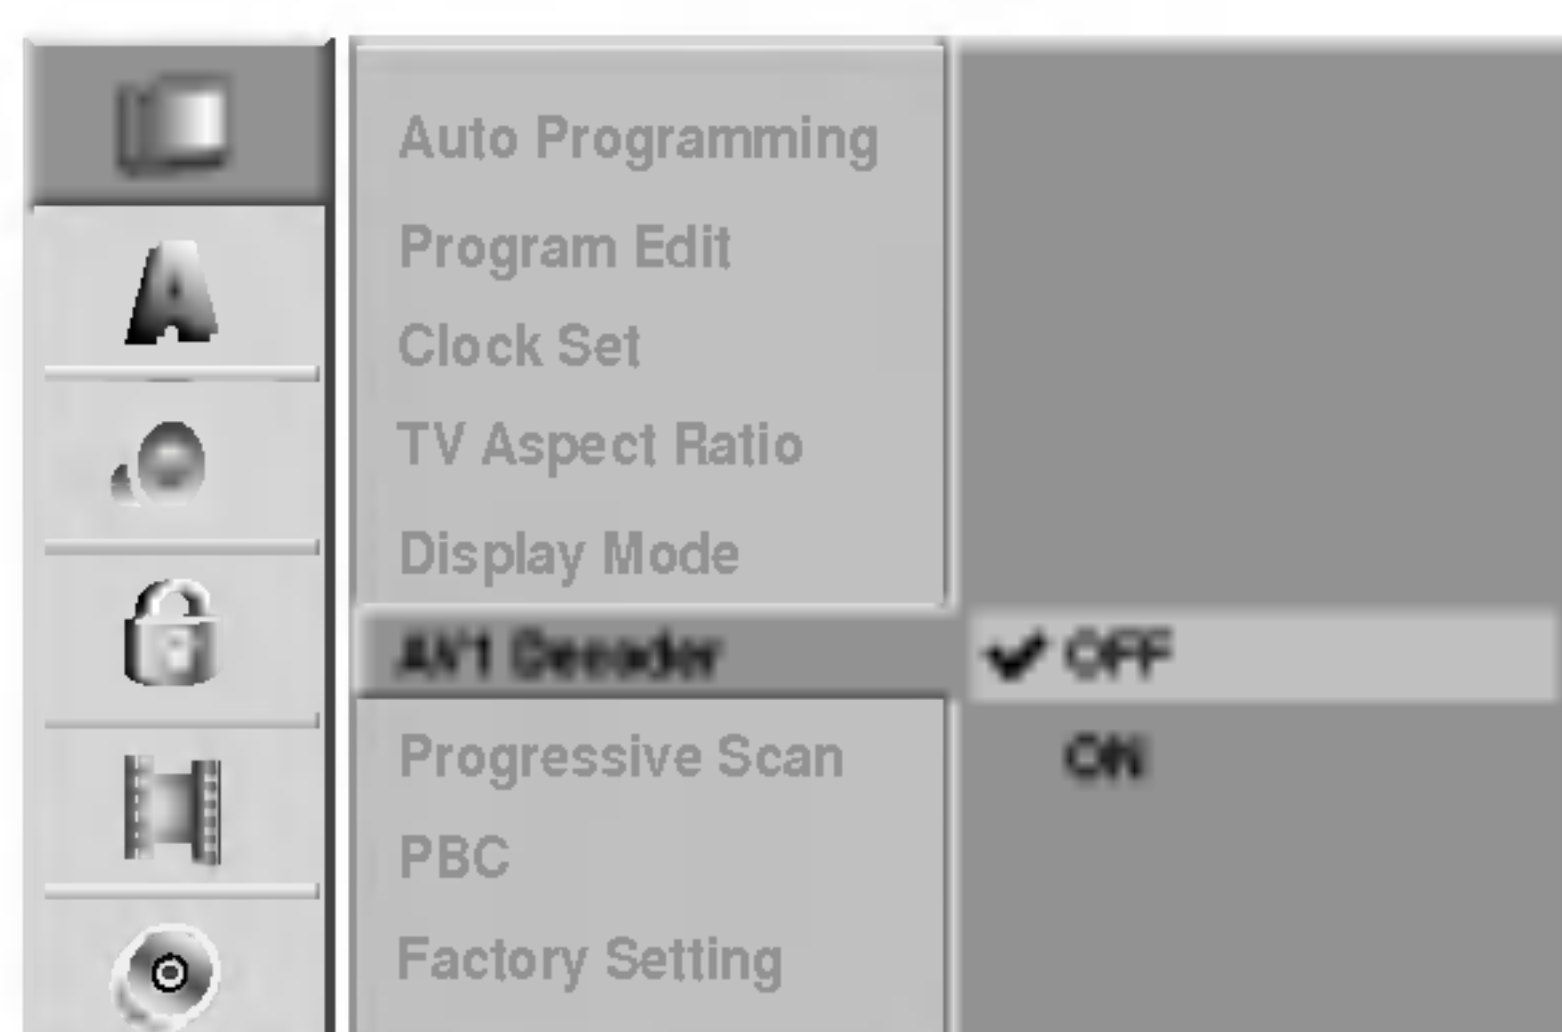 Auto Programming
Program Edit
Clock Set
TV Aspect Ratio
Display Mode
AV1 Decoder
OFF
Progressive Scan
ON
PBC
Factory Setting